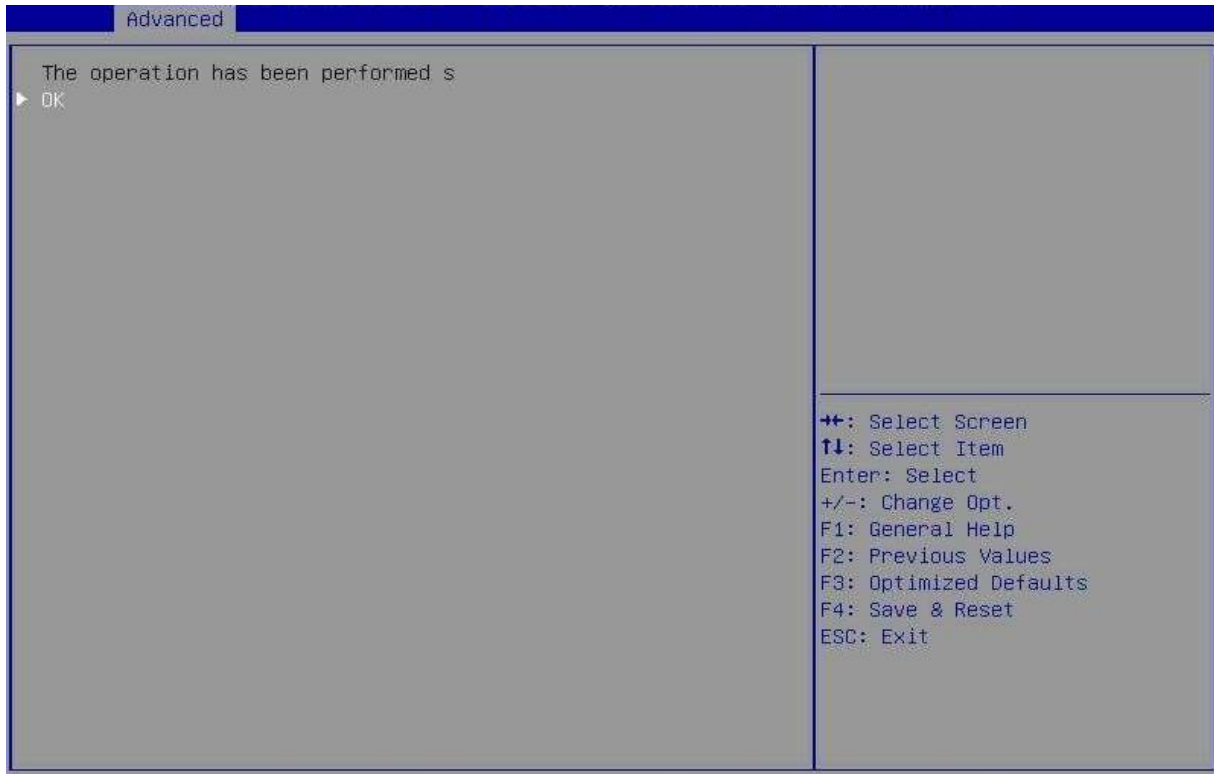 Advanced
The operation has been performed s
▶ OK
→←: Select Screen
↑↓: Select Item
Enter: Select
+/-: Change Opt.
F1: General Help
F2: Previous Values
F3: Optimized Defaults
F4: Save & Reset
ESC: Exit